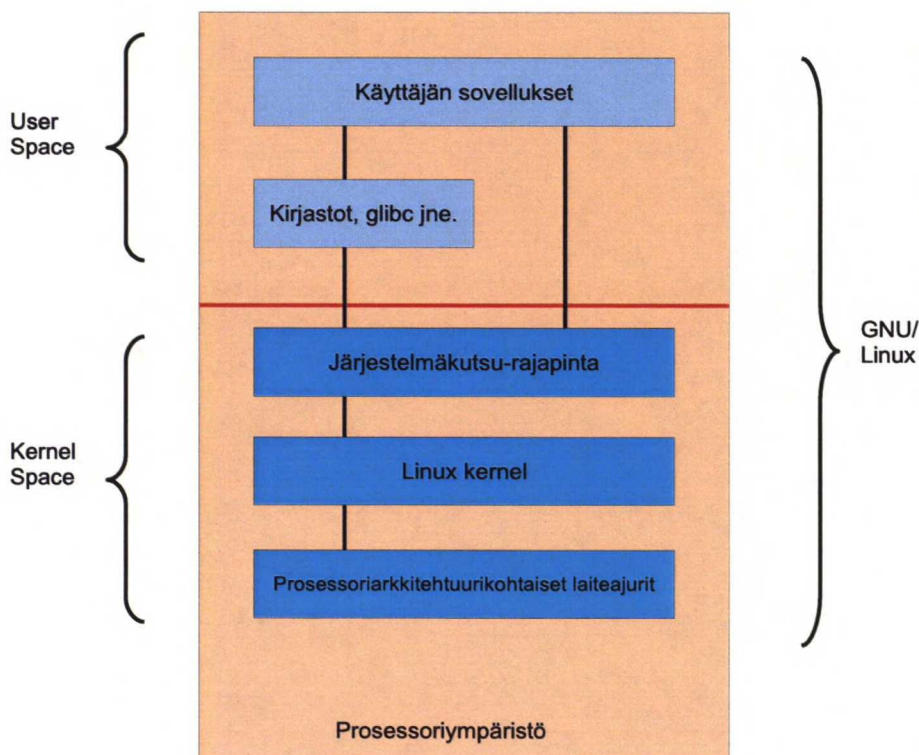 Käyttäjän sovellukset
User
Space
Kirjastot, glibc jne.
Järjestelmäkutsu-rajapinta
GNU/
Linux
Kernel
Space
Linux kernel
Prosessoriarkkitehtuurikohtaiset laiteajurit
Prosessoriympäristö